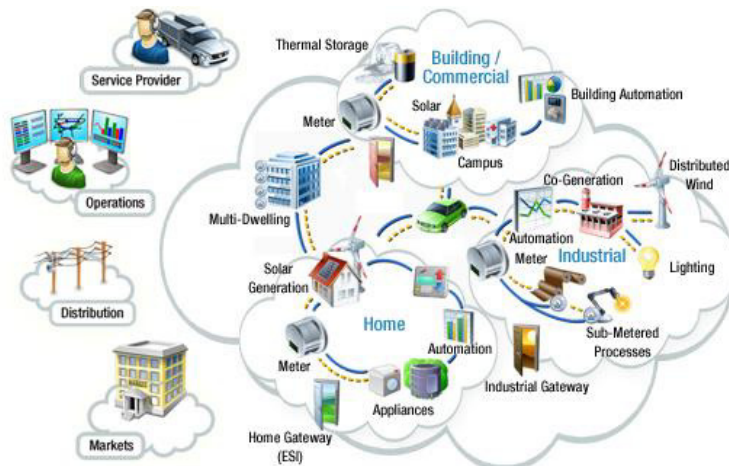 Service Provider
Operations
Distribution
Markets
Thermal Storage
Building /
Commercial
Building Automation
Meter
Solar
Campus
Multi-Dwelling
Co-Generation
Distributed
Wind
Automation
Meter
Industrial
Lighting
Sub-Metered
Processes
Industrial Gateway
Solar
Generation
Home
Meter
Automation
Appliances
Home Gateway
(ESI)